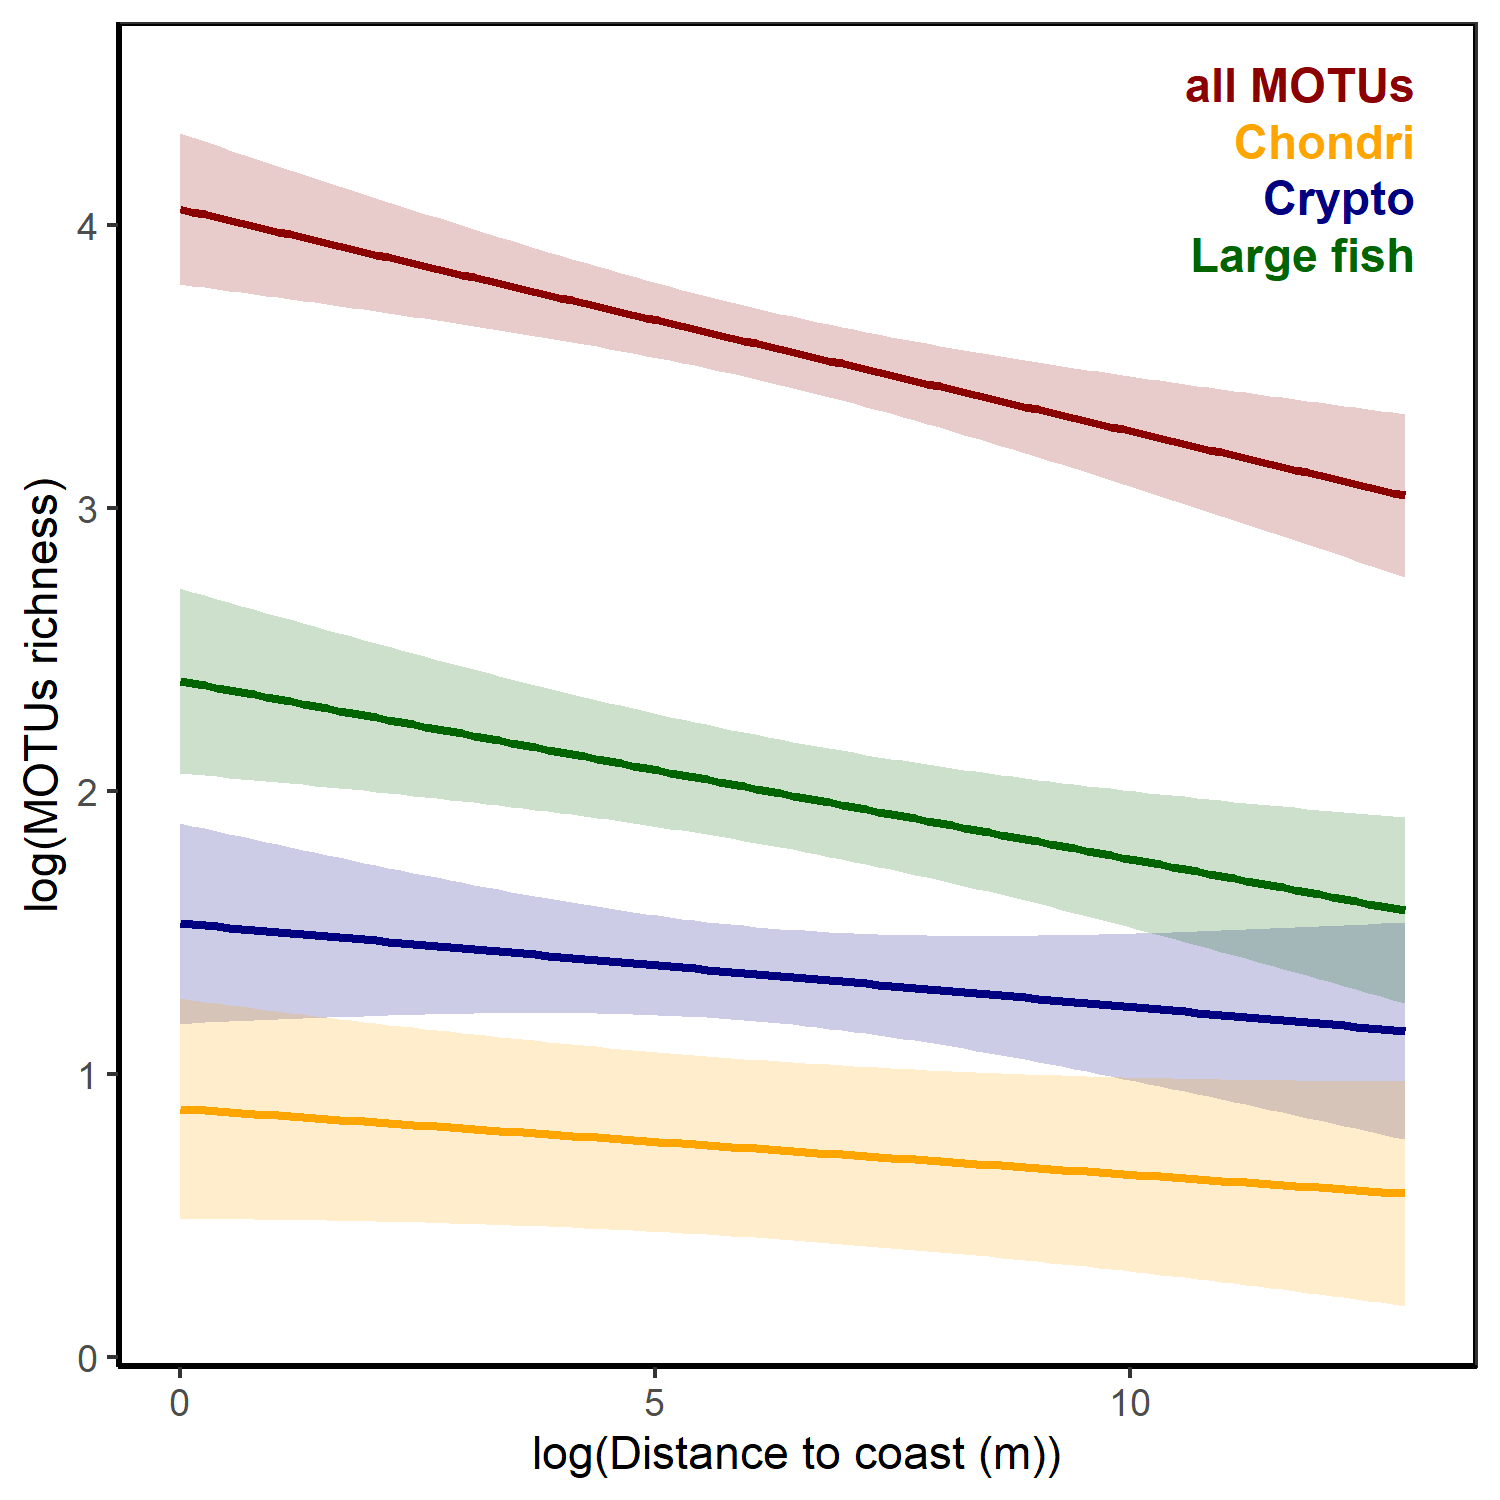 all MOTUs
Chondri
Crypto
Large fish
log(MOTUs richness)
4
3
2
1
0
0
5
10
log(Distance to coast (m))